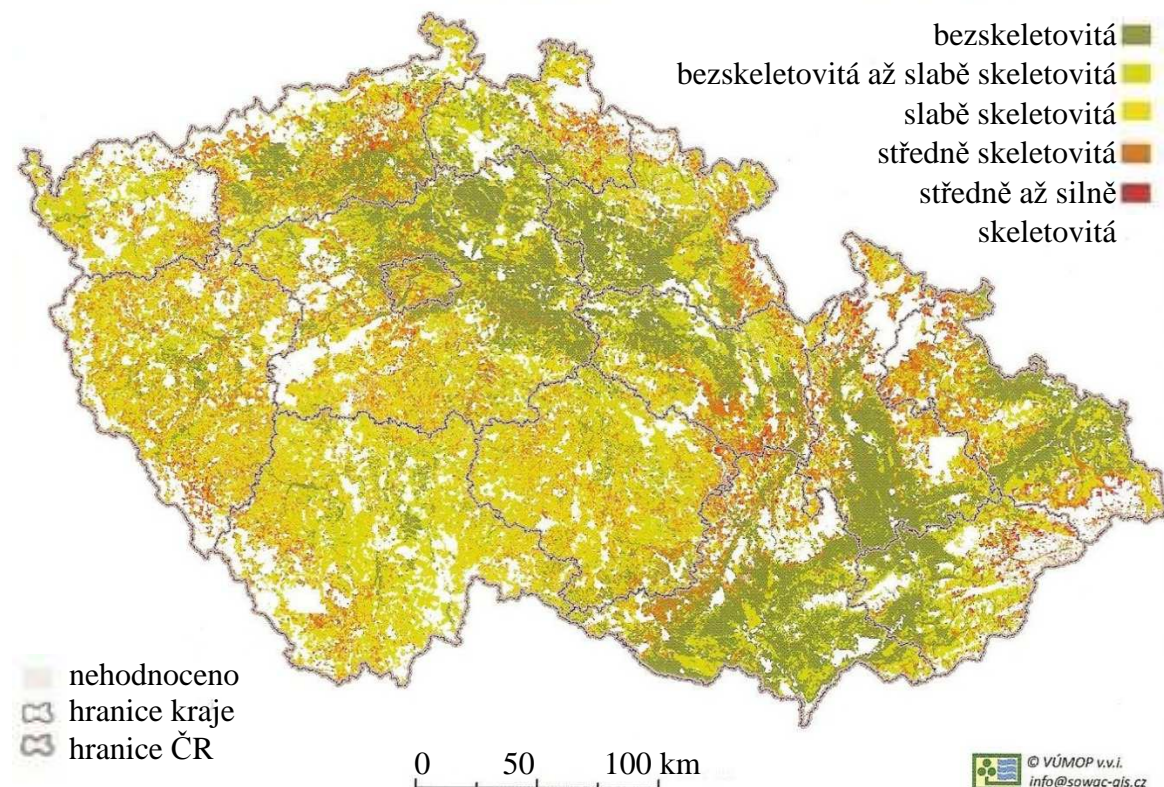 bezskeletovitá
bezskeletovitá až slabě skeletovitá
slabě skeletovitá
středně skeletovitá
středně až silně
skeletovitá
nehodnoceno
hranice kraje
hranice ČR
0 50 100 km
© VÚMOP v.v.i.
info@sowac-gis.cz